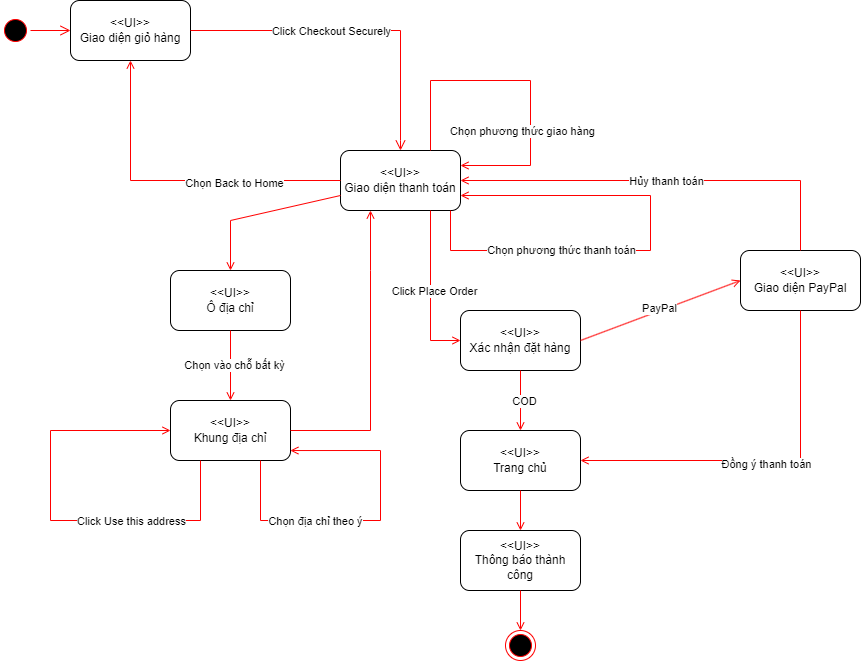 <<UI>>
Giao diện giỏ hàng
Click Checkout Securely
Chọn phương thức giao hàng
<<UI>>
Giao diện thanh toán
Chọn Back to Home
Hủy thanh toán
Chọn phương thức thanh toán
<<UI>>
Giao diện PayPal
<<UI>>
Ô địa chỉ
Click Place Order
PayPal
<<UI>>
Xác nhận đặt hàng
Chọn vào chỗ bất kỳ
COD
<<UI>>
Khung địa chỉ
<<UI>>
Trang chủ
Đồng ý thanh toán
Click Use this address
Chọn địa chỉ theo ý
<<UI>>
Thông báo thành
công